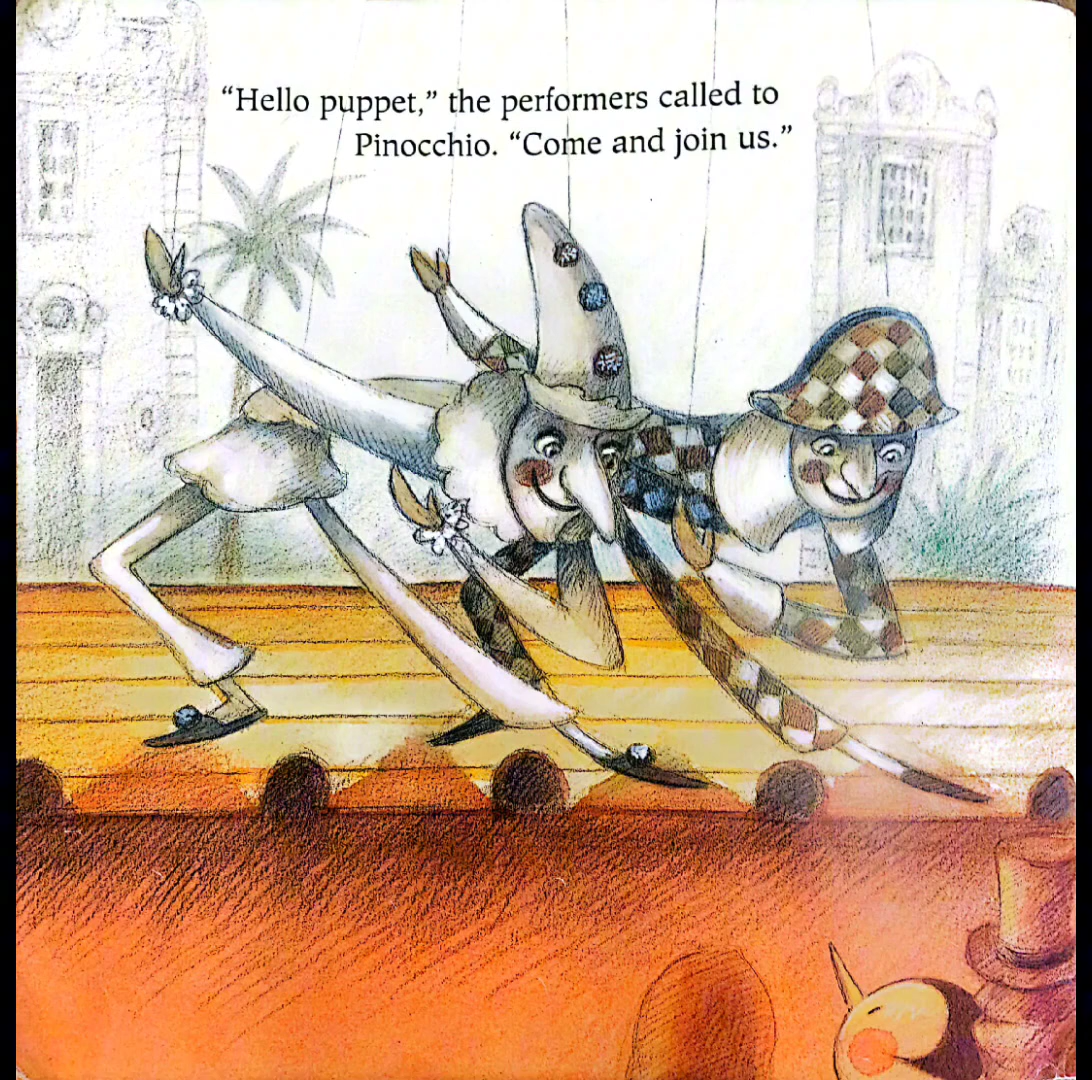 “Hello puppet,” the performers called to
Pinocchio. “Come and join us.”